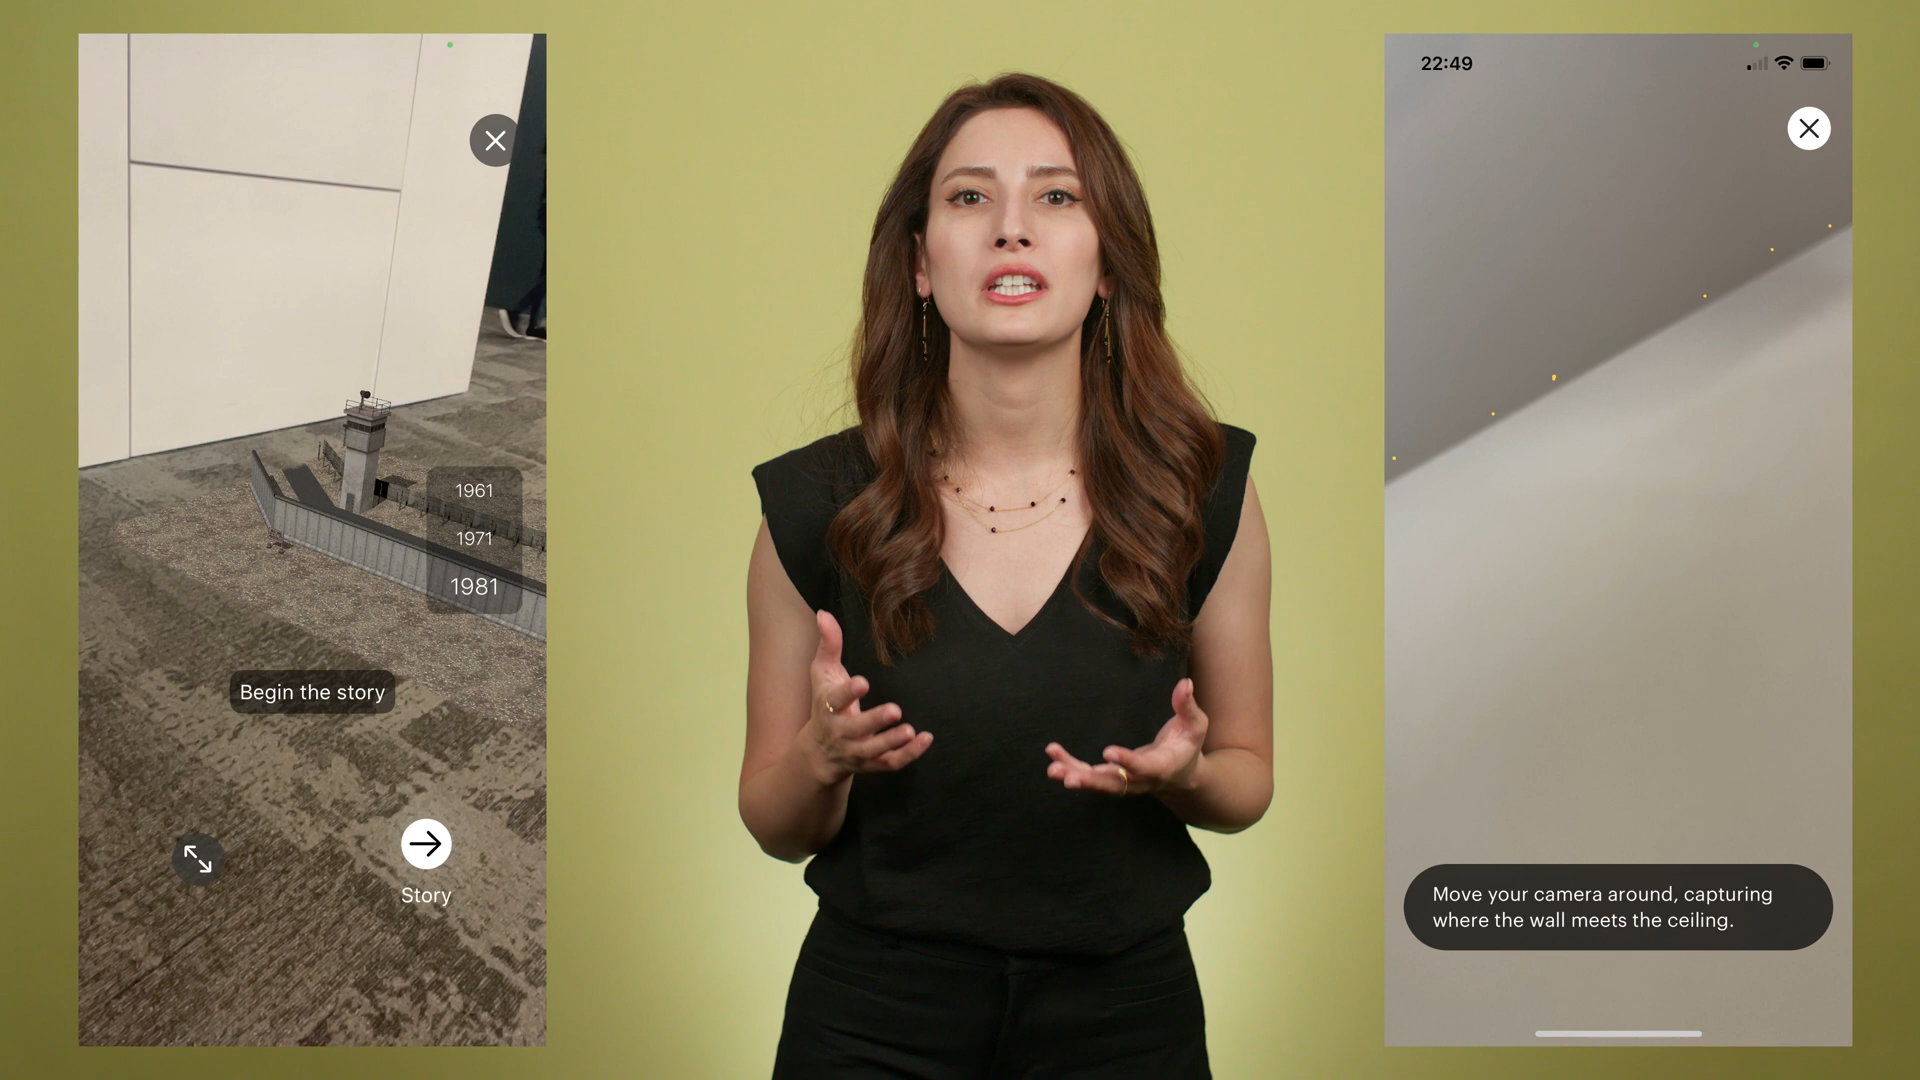 1961
1971
1981
Begin the story
Story
22:49
Move your camera around, capturing
where the wall meets the ceiling.